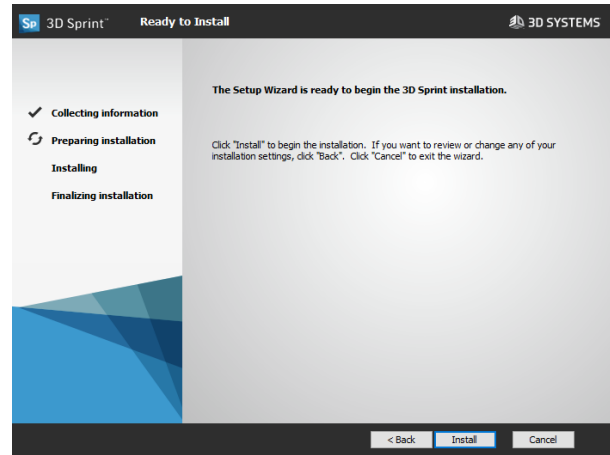 Sp 3D Sprint™ Ready to Install 3D SYSTEMS
The Setup Wizard is ready to begin the 3D Sprint installation.
Collecting information
Preparing installation
Click "Install" to begin the installation. If you want to review or change any of your
installation settings, click "Back". Click "Cancel" to exit the wizard.
Installing
Finalizing installation
< Back Install Cancel